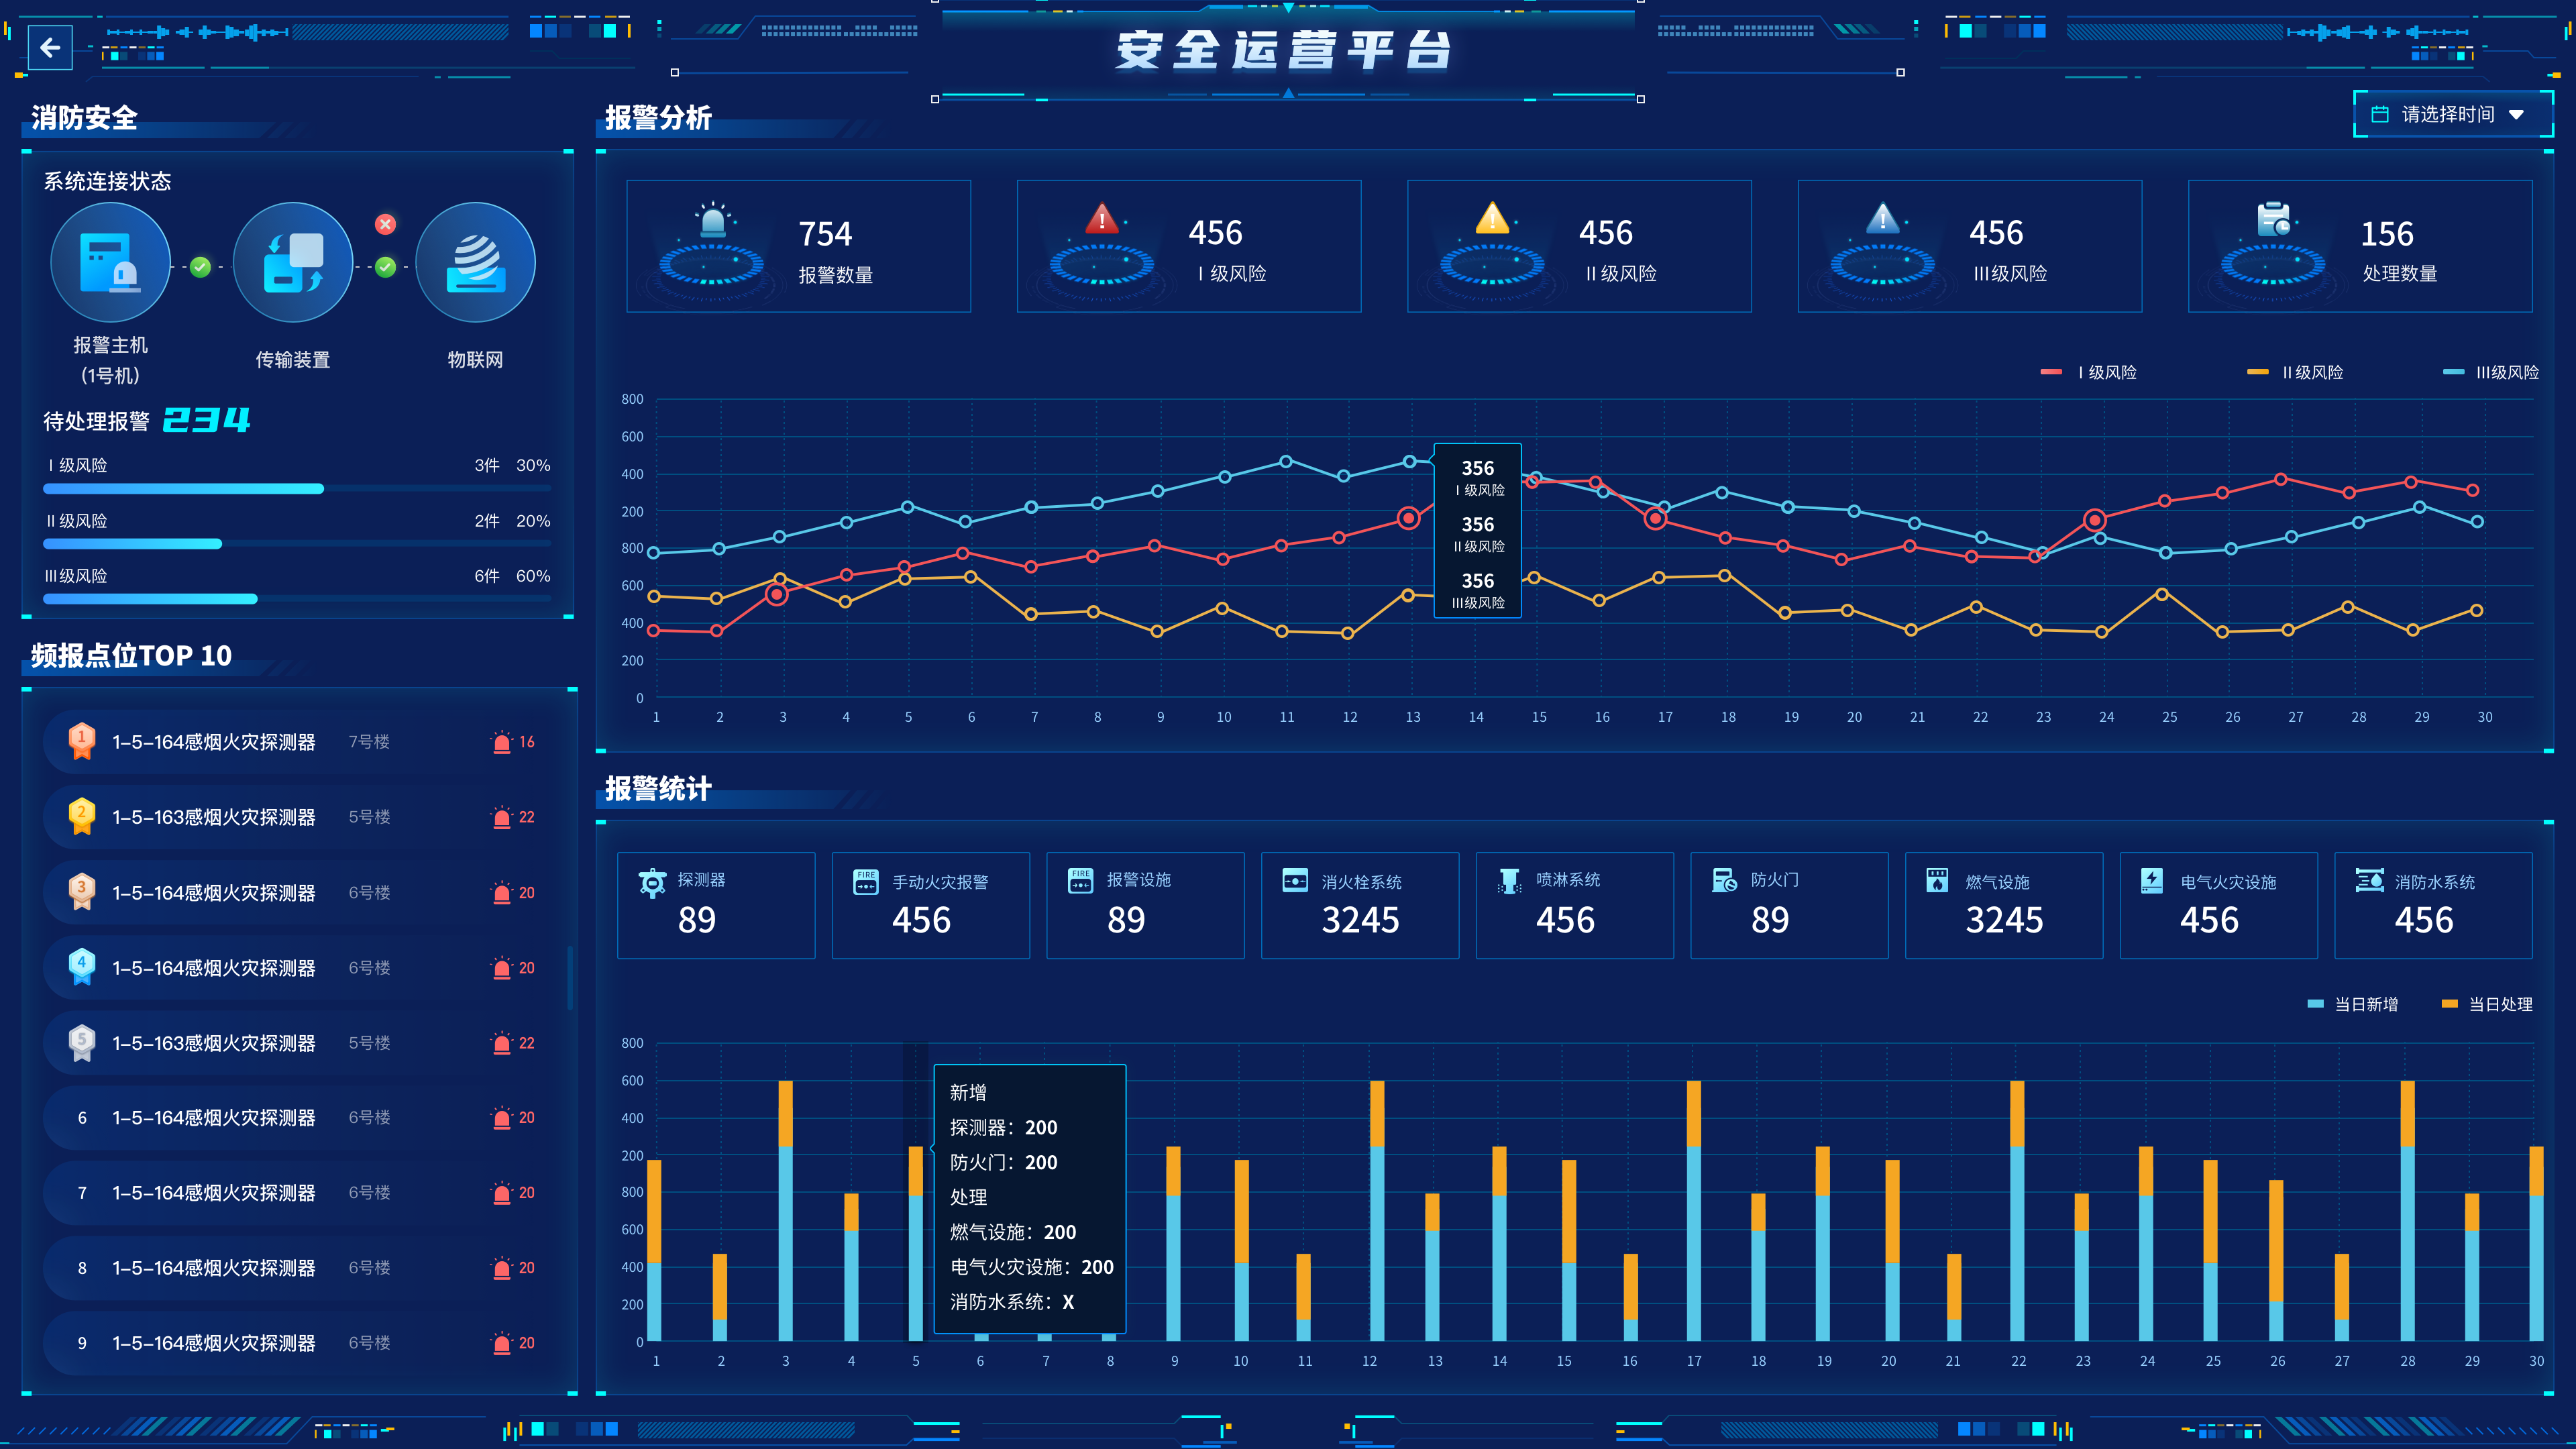 安全运营平台
消防安全
系统连接状态
报警主机
(1号机)
传输装置
物联网
待处理报警 234
Ⅰ 级风险 3件 30%
Ⅱ 级风险 2件 20%
Ⅲ级风险 6件 60%
频报点位TOP 10
1 1-5-164感烟火灾探测器 7号楼 16
2 1-5-163感烟火灾探测器 5号楼 22
3 1-5-164感烟火灾探测器 6号楼 20
4 1-5-164感烟火灾探测器 6号楼 20
5 1-5-163感烟火灾探测器 5号楼 22
6 1-5-164感烟火灾探测器 6号楼 20
7 1-5-164感烟火灾探测器 6号楼 20
8 1-5-164感烟火灾探测器 6号楼 20
9 1-5-164感烟火灾探测器 6号楼 20
报警分析
请选择时间
754
报警数量
456
Ⅰ 级风险
456
Ⅱ 级风险
456
Ⅲ级风险
156
处理数量
Ⅰ 级风险 Ⅱ 级风险 Ⅲ级风险
800
600
400
200
800
600
400
200
0
356
Ⅰ 级风险
356
Ⅱ 级风险
356
Ⅲ级风险
1 2 3 4 5 6 7 8 9 10 11 12 13 14 15 16 17 18 19 20 21 22 23 24 25 26 27 28 29 30
报警统计
探测器
89
FIRE
手动火灾报警
456
FIRE
报警设施
89
消火栓系统
3245
喷淋系统
456
防火门
89
燃气设施
3245
电气火灾设施
456
消防水系统
456
当日新增 当日处理
800
600
400
200
800
600
400
200
0
新增
探测器：200
防火门：200
处理
燃气设施：200
电气火灾设施：200
消防水系统：X
1 2 3 4 5 6 7 8 9 10 11 12 13 14 15 16 17 18 19 20 21 22 23 24 25 26 27 28 29 30